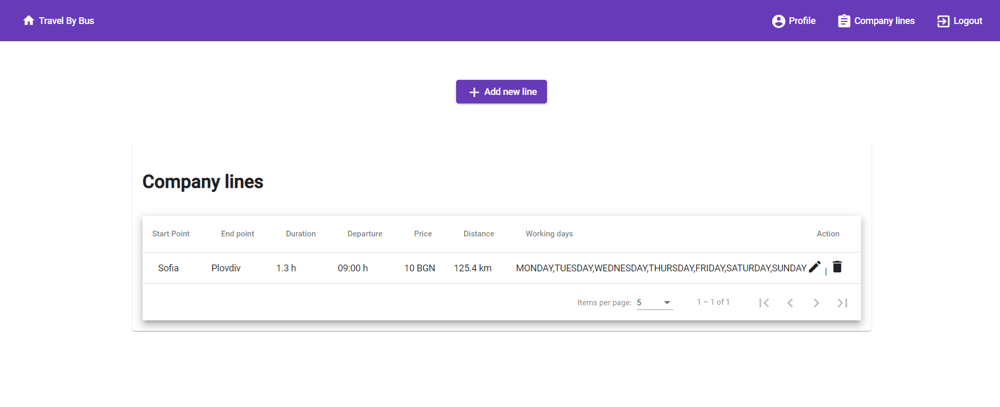 Travel By Bus Profile Company lines Logout
Add new line
Company lines
Start Point End point Duration Departure Price Distance Working days Action
Sofia Plovdiv 1.3 h 09:00 h 10 BGN 125.4 km MONDAY,TUESDAY,WEDNESDAY,THURSDAY,FRIDAY,SATURDAY,SUNDAY |
Items per page: 5 1 – 1 of 1